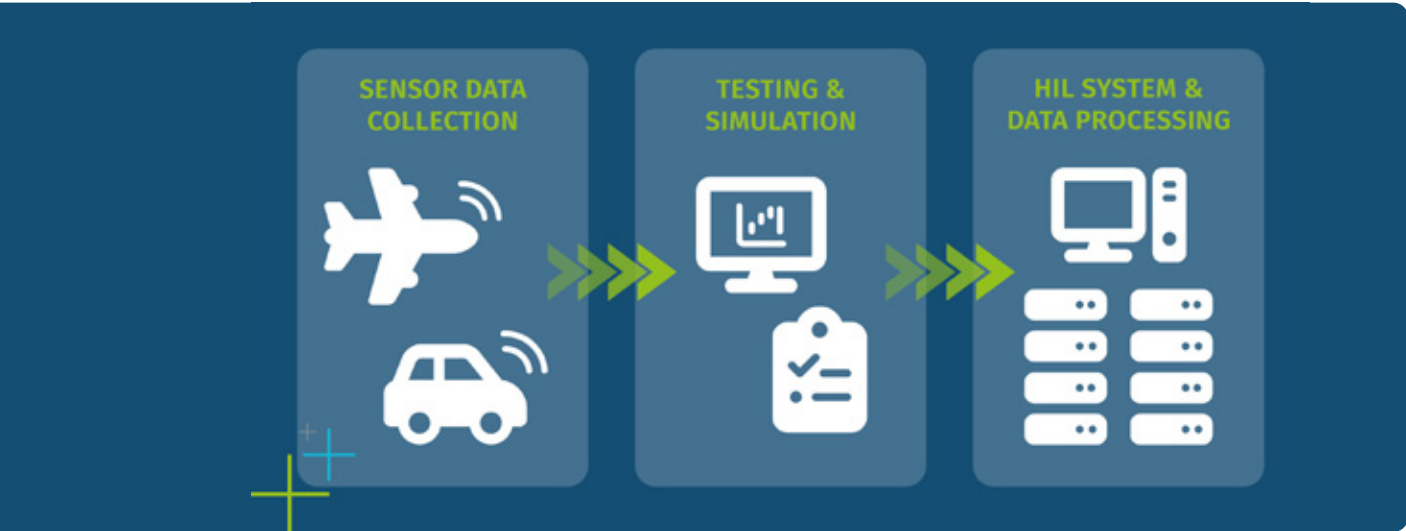 SENSOR DATA
COLLECTION
TESTING &
SIMULATION
HIL SYSTEM &
DATA PROCESSING